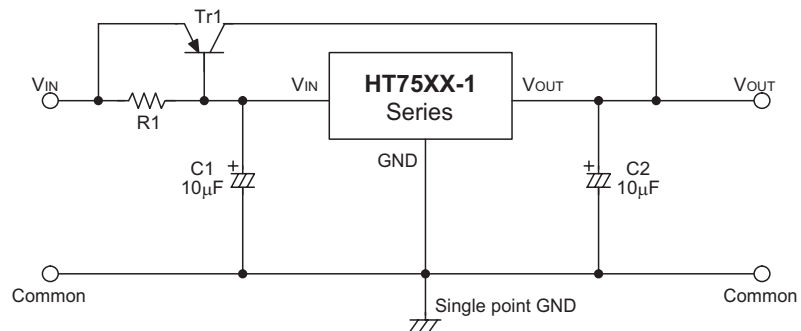 Tr1
VIN
R1
VIN
HT75XX-1
Series
VOUT
VOUT
GND
C1
10μF
C2
10μF
Common
Single point GND
Common
+
+